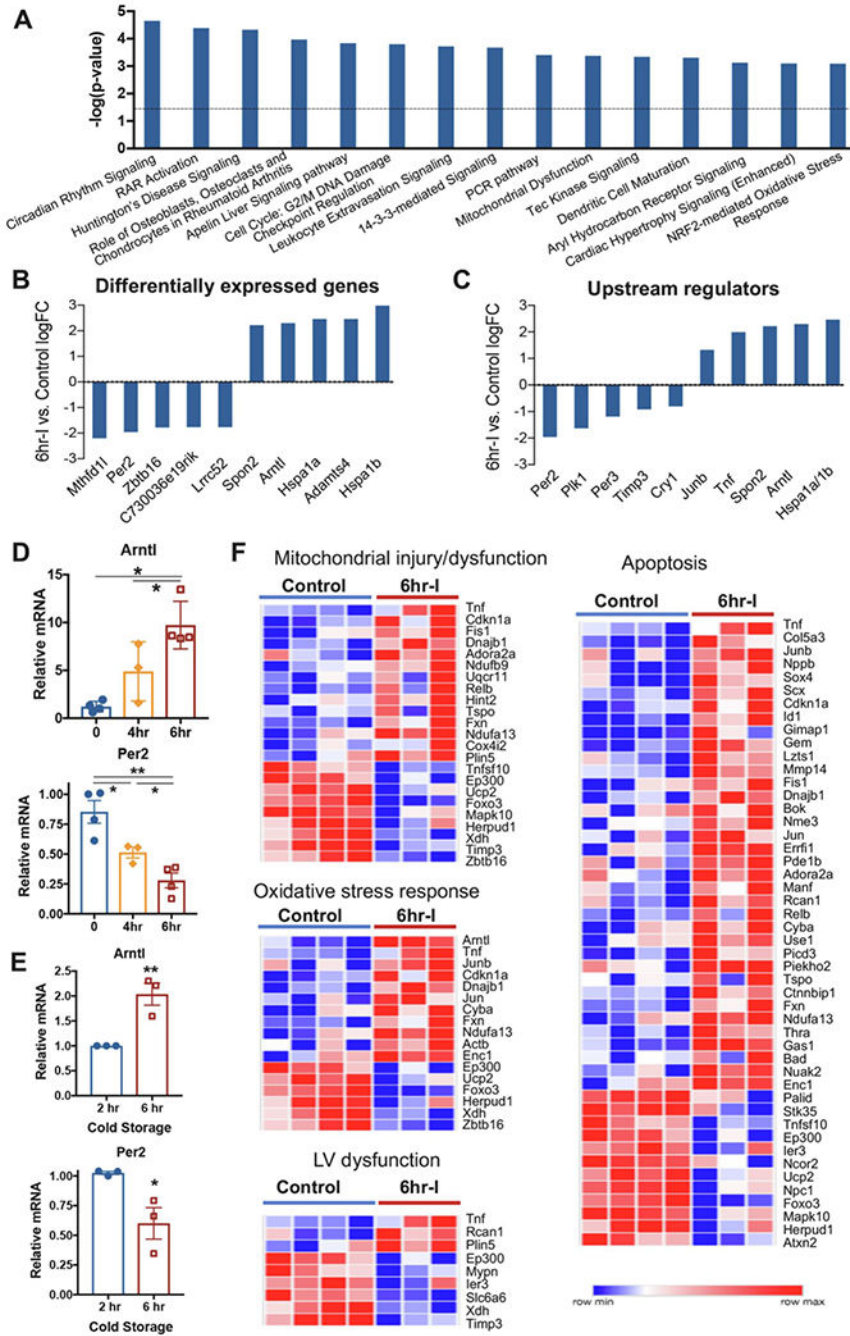 A
-log(p-value)
5
4
3
2
1
0
Circadian Rhythm Signaling
RAR Activation
Huntington's Disease Signaling
Role of Osteoblasts, Osteoclasts and
Chondrocytes in Rheumatoid Arthritis
Apelin Liver Signaling pathway
Cell Cycle: G2/M DNA Damage
Checkpoint Regulation
Leukocyte Extravasation Signaling
14-3-3-mediated Signaling
PCR pathway
Mitochondrial Dysfunction
Tec Kinase Signaling
Dendritic Cell Maturation
Aryl Hydrocarbon Receptor Signaling
Cardiac Hypertrophy Signaling (Enhanced)
NRF2-mediated Oxidative Stress
Response
B
Differentially expressed genes
6hr-I vs. Control logFC
3
2
1
0
-1
-2
-3
Mthfd1l
Per2
Zbtb16
C730036e19rik
Lrrc52
Spon2
Arntl
Hspa1a
Adamts4
Hspa1b
C
Upstream regulators
6hr-I vs. Control logFC
3
2
1
0
-1
-2
-3
Per2
Plk1
Per3
Timp3
Cry1
Junb
Tnf
Spon2
Arntl
Hspa1a/1b
D
Arntl
Relative mRNA
15
10
5
0
*
*
0 4hr 6hr
Per2
Relative mRNA
1.00
0.75
0.50
0.25
0.00
**
* *
0 4hr 6hr
E
Arntl
Relative mRNA
2.5
2.0
1.5
1.0
0.5
0.0
**
2 hr 6 hr
Cold Storage
Per2
Relative mRNA
1.00
0.75
0.50
0.25
0.00
*
2 hr 6 hr
Cold Storage
F
Mitochondrial injury/dysfunction
Control 6hr-I
Tnf
Cdkn1a
Fis1
Dnajb1
Adora2a
Ndufb9
Uqcr11
Relb
Hint2
Tspo
Fxn
Ndufa13
Cox4i2
Plin5
Tnfsf10
Ep300
Ucp2
Foxo3
Mapk10
Herpud1
Xdh
Timp3
Zbtb16
Oxidative stress response
Control 6hr-I
Arntl
Tnf
Junb
Cdkn1a
Dnajb1
Jun
Cyba
Fxn
Ndufa13
Actb
Enc1
Ep300
Ucp2
Foxo3
Herpud1
Xdh
Zbtb16
LV dysfunction
Control 6hr-I
Tnf
Rcan1
Plin5
Ep300
Mypn
Ier3
Slc6a6
Xdh
Timp3
Apoptosis
Control 6hr-I
Tnf
Col5a3
Junb
Nppb
Sox4
Scx
Cdkn1a
Id1
Gimap1
Gem
Lzts1
Mmp14
Fis1
Dnajb1
Bok
Nme3
Jun
Errfi1
Pde1b
Adora2a
Manf
Rcan1
Relb
Cyba
Use1
Picd3
Piekho2
Tspo
Ctnnbip1
Fxn
Ndufa13
Thra
Gas1
Bad
Nuak2
Enc1
Palid
Stk35
Tnfsf10
Ep300
Ier3
Ncor2
Ucp2
Npc1
Foxo3
Mapk10
Herpud1
Atxn2
row min row max